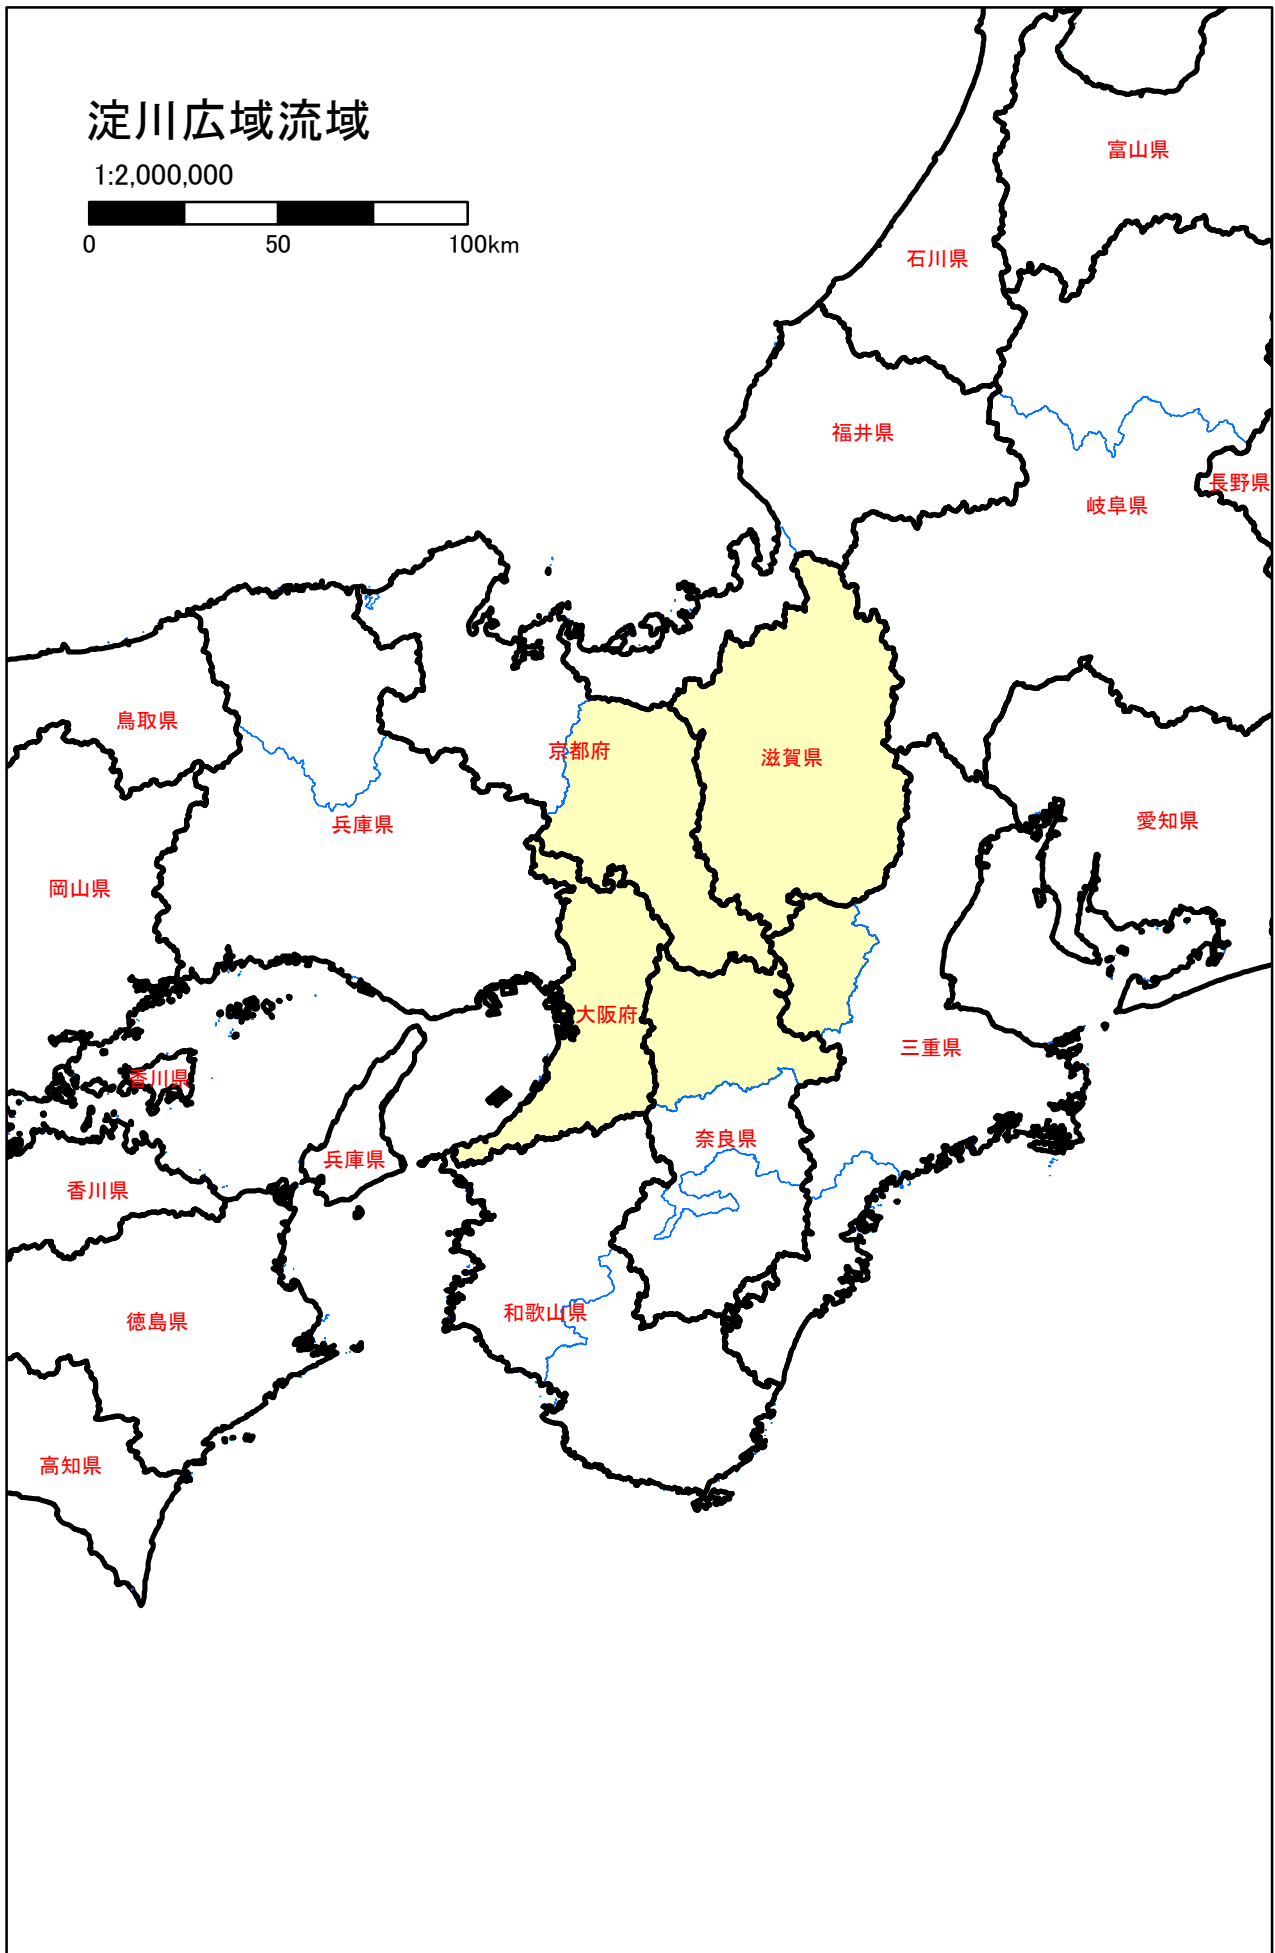 淀川広域流域
1:2,000,000
0 50 100km
富山県
石川県
福井県
長野県
岐阜県
鳥取県
京都府
滋賀県
兵庫県
愛知県
岡山県
大阪府
三重県
香川県
奈良県
兵庫県
香川県
和歌山県
徳島県
高知県